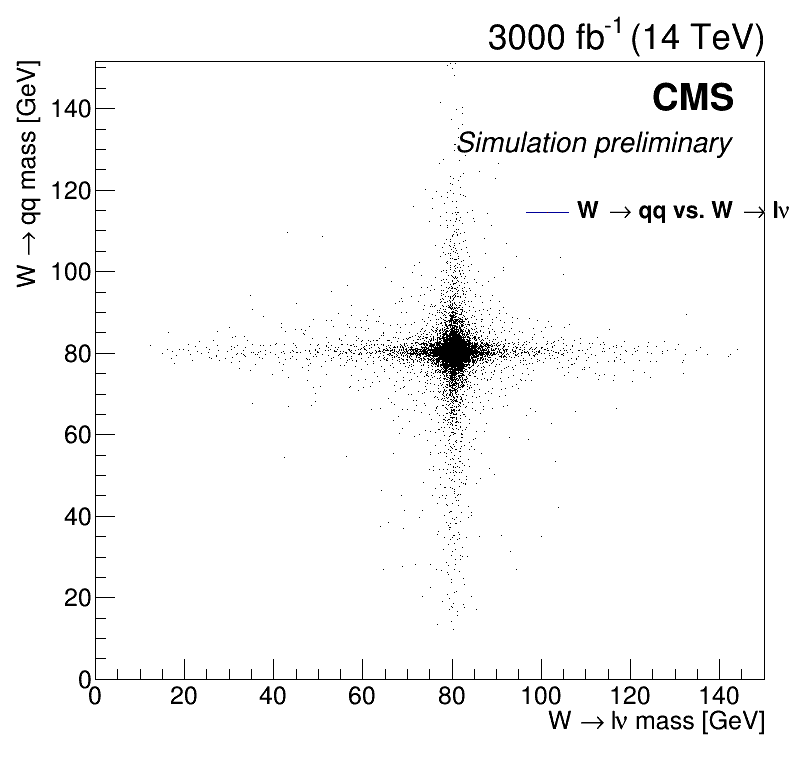 3000 fb⁻¹ (14 TeV)
CMS
Simulation preliminary
W → qq vs. W → lν
W → qq mass [GeV]
140
120
100
80
60
40
20
0
0 20 40 60 80 100 120 140
W → lν mass [GeV]